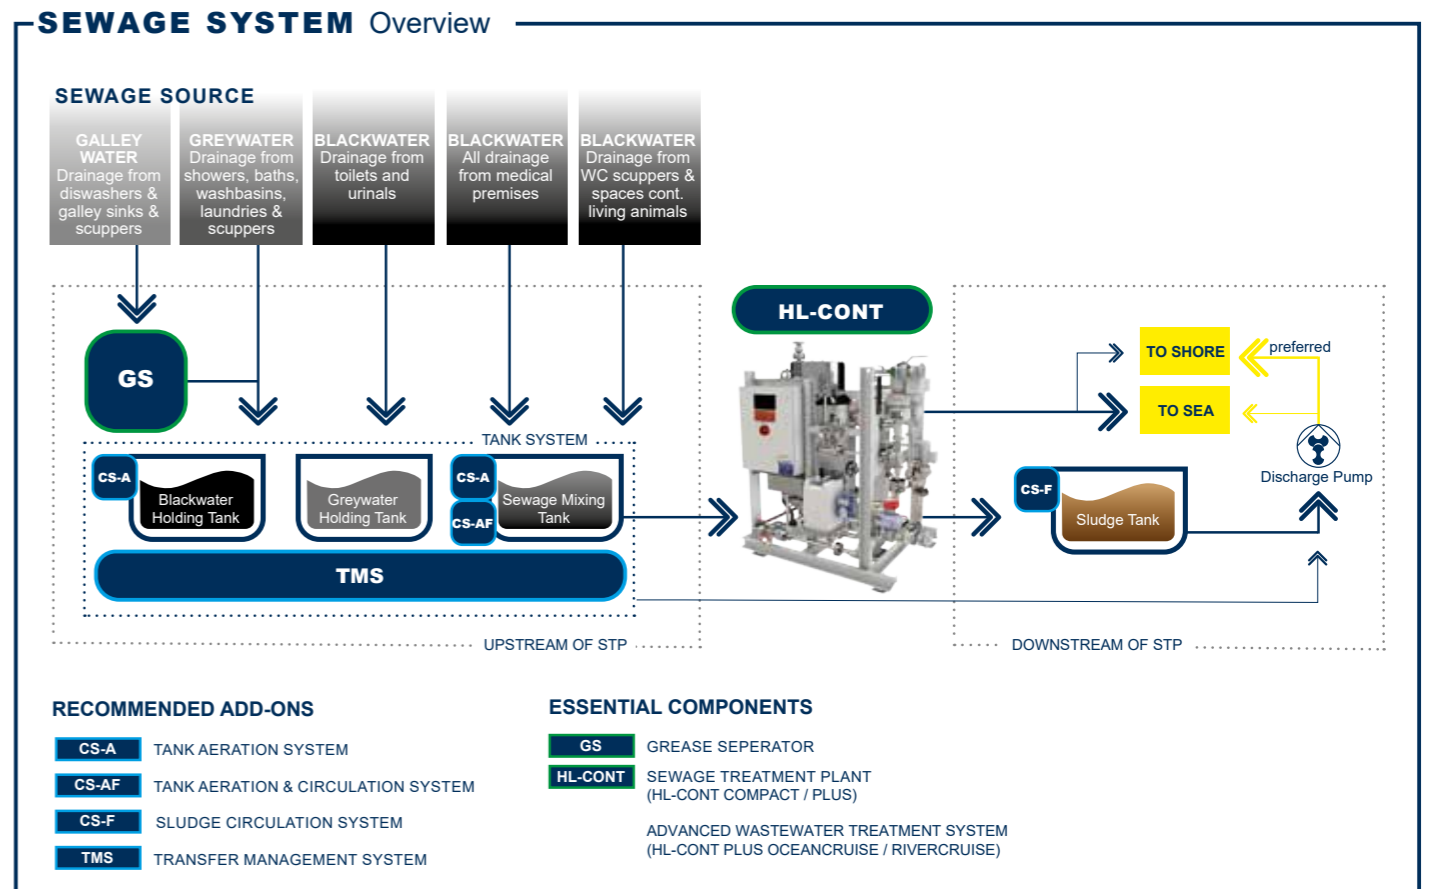 SEWAGE SYSTEM Overview
SEWAGE SOURCE
GALLEY
WATER
Drainage from
diswashers &
galley sinks &
scuppers
GREYWATER
Drainage from
showers, baths,
washbasins,
laundries &
scuppers
BLACKWATER
Drainage from
toilets and
urinals
BLACKWATER
All drainage
from medical
premises
BLACKWATER
Drainage from
WC scuppers &
spaces cont.
living animals
GS
HL-CONT
TO SHORE
preferred
TO SEA
Discharge Pump
TANK SYSTEM
CS-A
Blackwater
Holding Tank
Greywater
Holding Tank
CS-A
CS-AF
Sewage Mixing
Tank
CS-F
Sludge Tank
TMS
UPSTREAM OF STP
DOWNSTREAM OF STP
RECOMMENDED ADD-ONS
CS-A TANK AERATION SYSTEM
CS-AF TANK AERATION & CIRCULATION SYSTEM
CS-F SLUDGE CIRCULATION SYSTEM
TMS TRANSFER MANAGEMENT SYSTEM
ESSENTIAL COMPONENTS
GS GREASE SEPERATOR
HL-CONT SEWAGE TREATMENT PLANT
(HL-CONT COMPACT / PLUS)
ADVANCED WASTEWATER TREATMENT SYSTEM
(HL-CONT PLUS OCEANCRUISE / RIVERCRUISE)